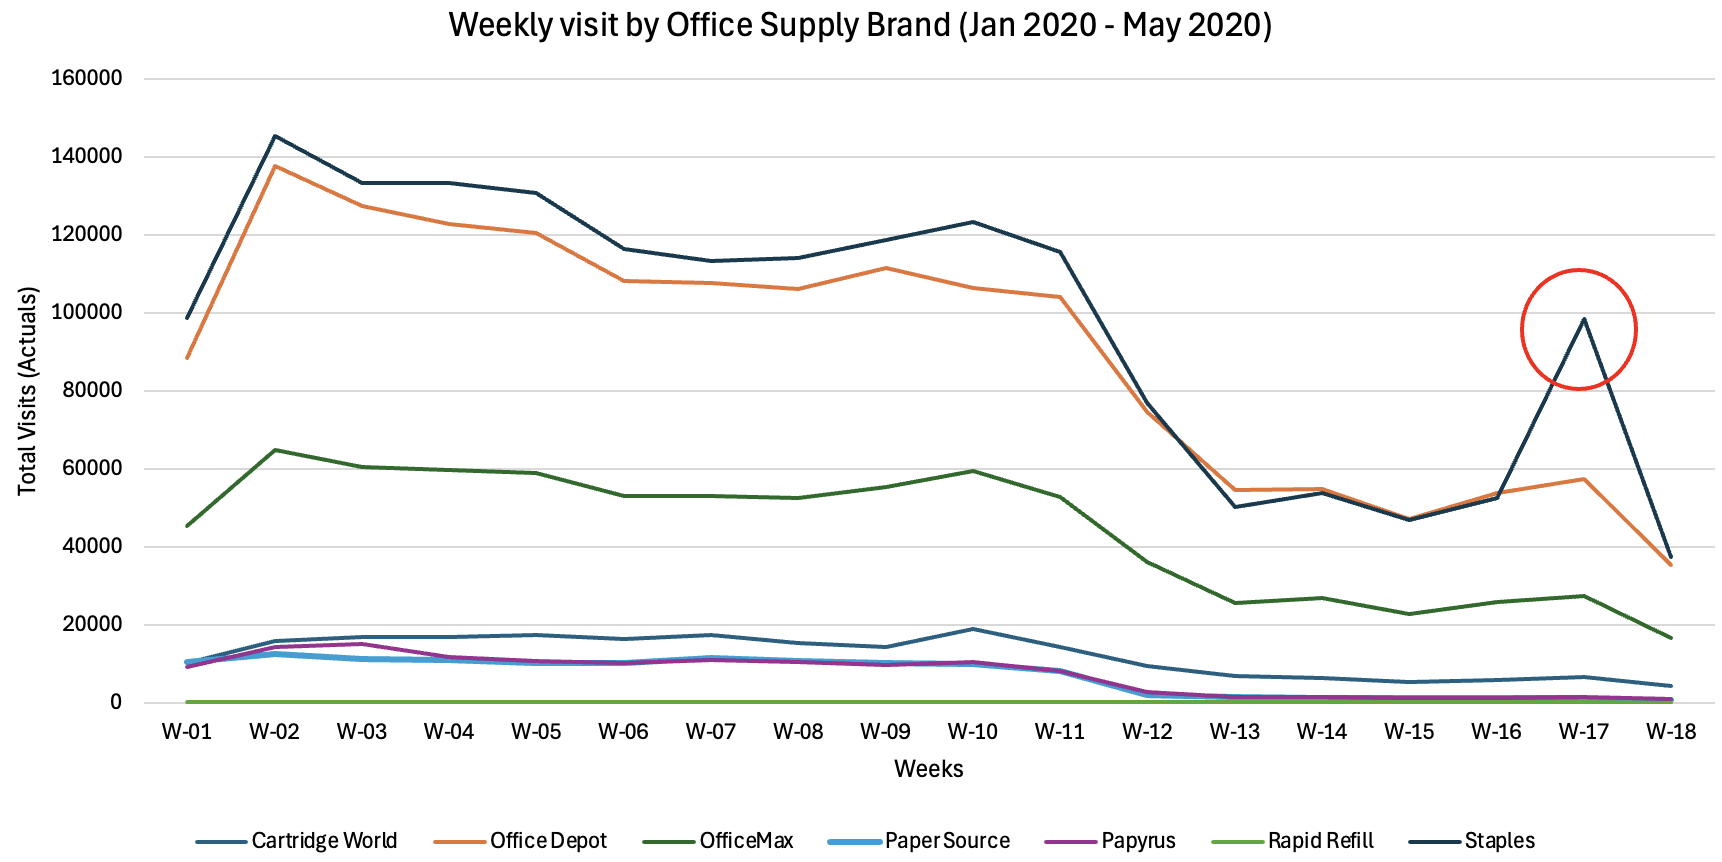 Weekly visit by Office Supply Brand (Jan 2020 - May 2020)
160000
140000
120000
100000
80000
60000
40000
20000
0
Total Visits (Actuals)
W-01 W-02 W-03 W-04 W-05 W-06 W-07 W-08 W-09 W-10 W-11 W-12 W-13 W-14 W-15 W-16 W-17 W-18
Weeks
Cartridge World Office Depot OfficeMax Paper Source Papyrus Rapid Refill Staples